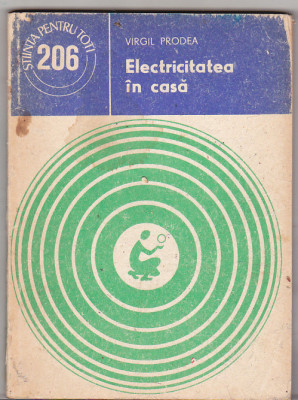 ȘTIINȚA PENTRU TOȚI
206
VIRGIL PRODEA
Electricitatea
în casă